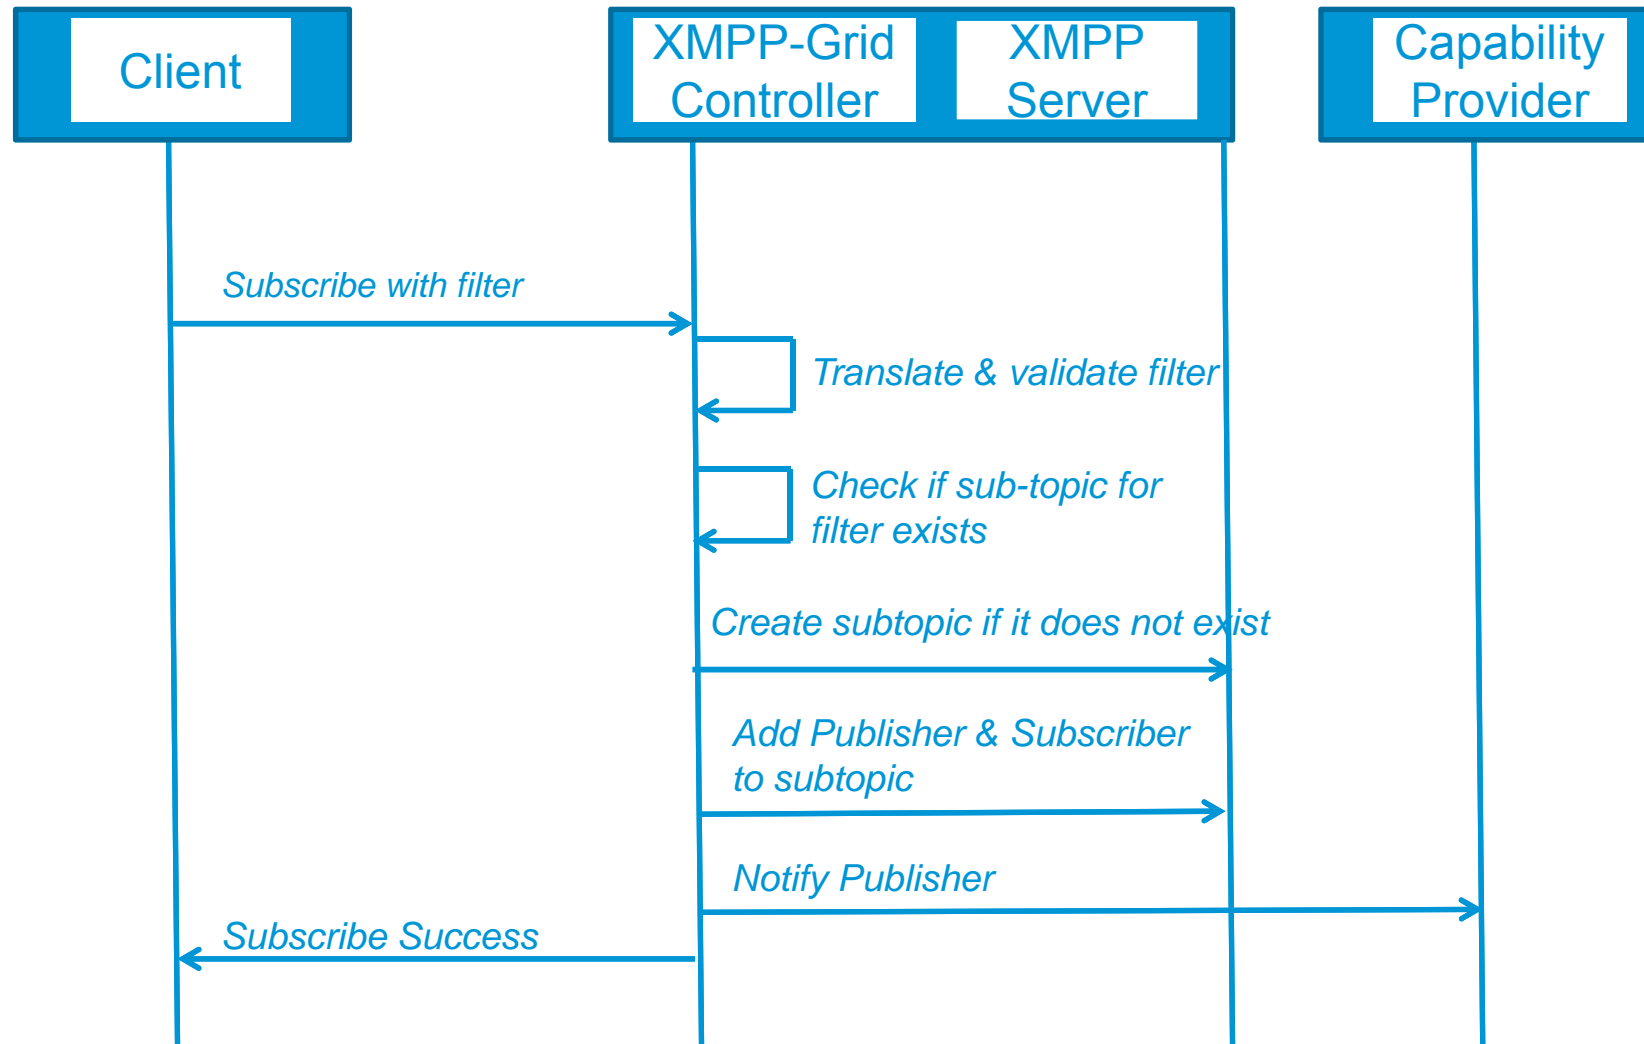 Client
XMPP-Grid
Controller
XMPP
Server
Capability
Provider
Subscribe with filter
Translate & validate filter
Check if sub-topic for
filter exists
Create subtopic if it does not exist
Add Publisher & Subscriber
to subtopic
Notify Publisher
Subscribe Success